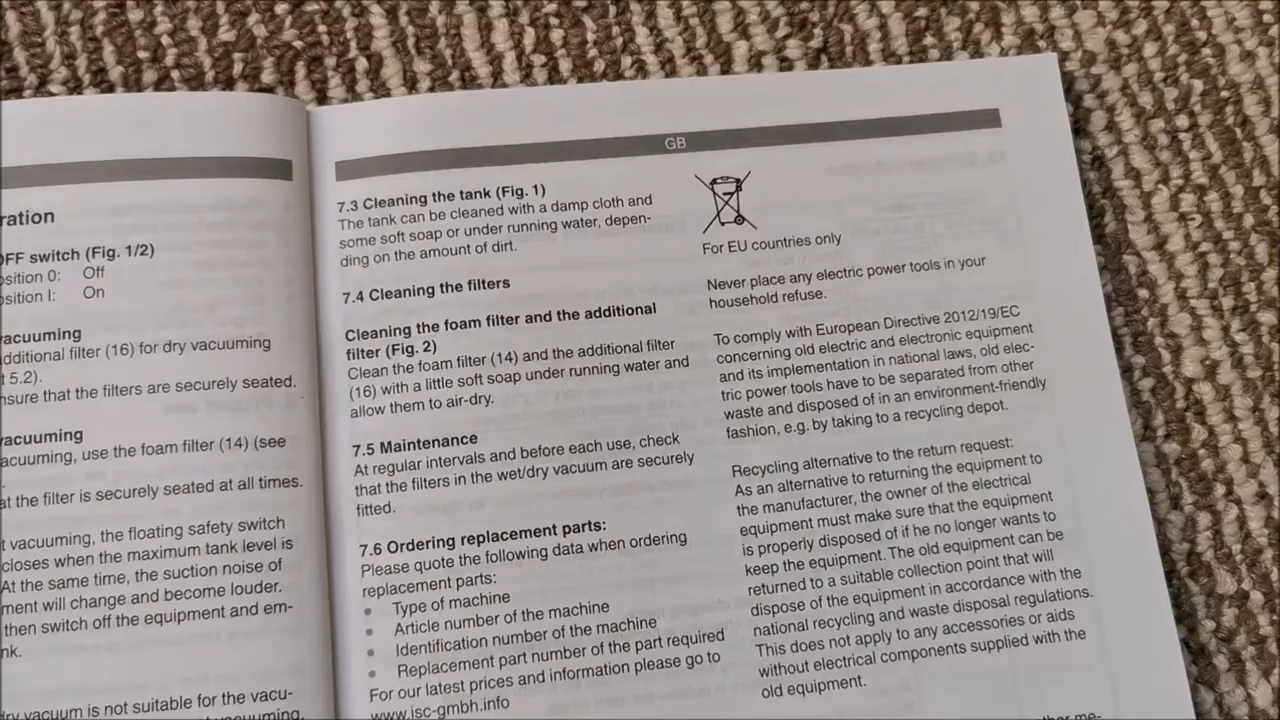 ration
OFF switch (Fig. 1/2)
osition 0: Off
osition I: On
vacuuming
additional filter (16) for dry vacuuming
t 5.2).
nsure that the filters are securely seated.
vacuuming
acuuming, use the foam filter (14) (see
at the filter is securely seated at all times.
t vacuuming, the floating safety switch
closes when the maximum tank level is
At the same time, the suction noise of
ment will change and become louder.
then switch off the equipment and em-
nk.
dry vacuum is not suitable for the vacu-
GB
7.3 Cleaning the tank (Fig. 1)
The tank can be cleaned with a damp cloth and
some soft soap or under running water, depen-
ding on the amount of dirt.
7.4 Cleaning the filters
Cleaning the foam filter and the additional
filter (Fig. 2)
Clean the foam filter (14) and the additional filter
(16) with a little soft soap under running water and
allow them to air-dry.
7.5 Maintenance
At regular intervals and before each use, check
that the filters in the wet/dry vacuum are securely
fitted.
7.6 Ordering replacement parts:
Please quote the following data when ordering
replacement parts:
• Type of machine
• Article number of the machine
• Identification number of the machine
• Replacement part number of the part required
For our latest prices and information please go to
www.isc-gmbh.info
For EU countries only
Never place any electric power tools in your
household refuse.
To comply with European Directive 2012/19/EC
concerning old electric and electronic equipment
and its implementation in national laws, old elec-
tric power tools have to be separated from other
waste and disposed of in an environment-friendly
fashion, e.g. by taking to a recycling depot.
Recycling alternative to the return request:
As an alternative to returning the equipment to
the manufacturer, the owner of the electrical
equipment must make sure that the equipment
is properly disposed of if he no longer wants to
keep the equipment. The old equipment can be
returned to a suitable collection point that will
dispose of the equipment in accordance with the
national recycling and waste disposal regulations.
This does not apply to any accessories or aids
without electrical components supplied with the
old equipment.